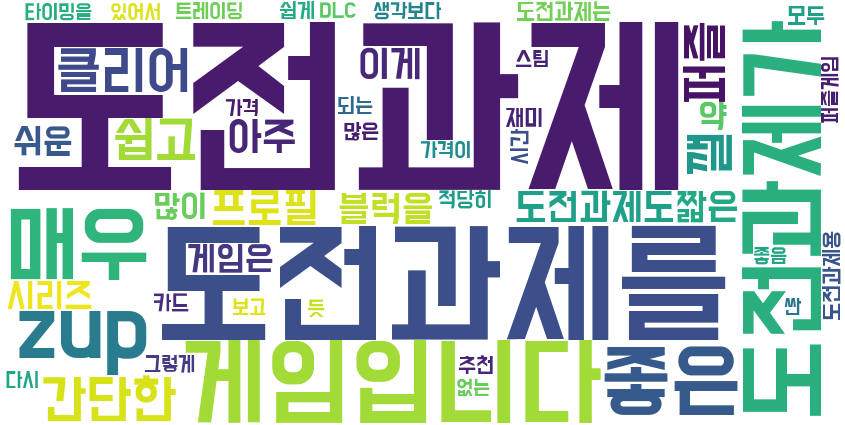 타이밍을 있어서 트레이딩 쉽게 DLC 생각보다 도전과제는 모두
도전과제
클리어
이게
스팀
퍼즐
도전과제가
퍼즐게임
쉬운
쉽고
가격
아주
되는
많은
가격이
재미
시간
약
깰
많이
프로필
블럭을
적당히
도전과제도
짧은
매우
도전과제를
게임은
좋음
도전과제용
시리즈
카드
보고
듯
싼
zup
게임입니다
그렇게
추천
좋은
다시
간단한
없는